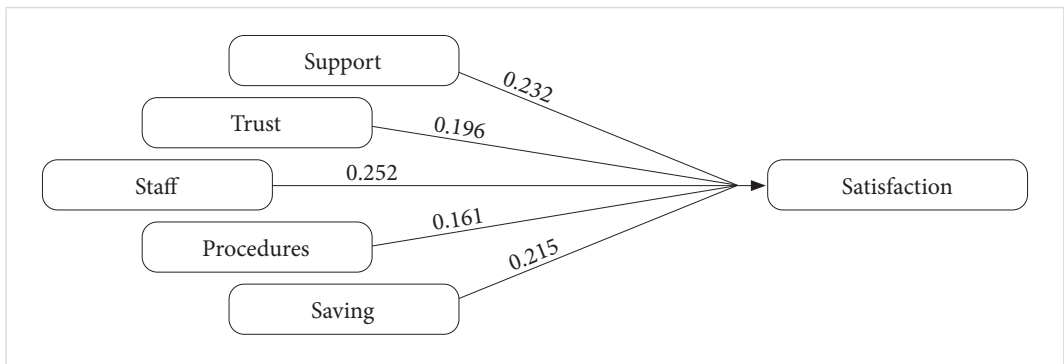 Support
0.232
Trust
0.196
Staff
0.252
Satisfaction
Procedures
0.161
Saving
0.215